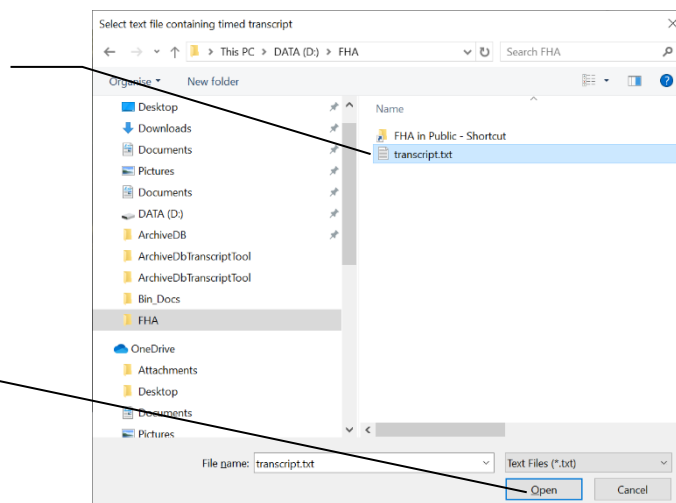 Select text file containing timed transcript
This PC > DATA (D:) > FHA
Search FHA
Organise
New folder
Desktop
Downloads
Documents
Pictures
Documents
DATA (D:)
ArchiveDB
ArchiveDbTranscriptTool
ArchiveDbTranscriptTool
Bin_Docs
FHA
OneDrive
Attachments
Desktop
Documents
Pictures
Name
FHA in Public - Shortcut
transcript.txt
File name: transcript.txt
Text Files (*.txt)
Open
Cancel